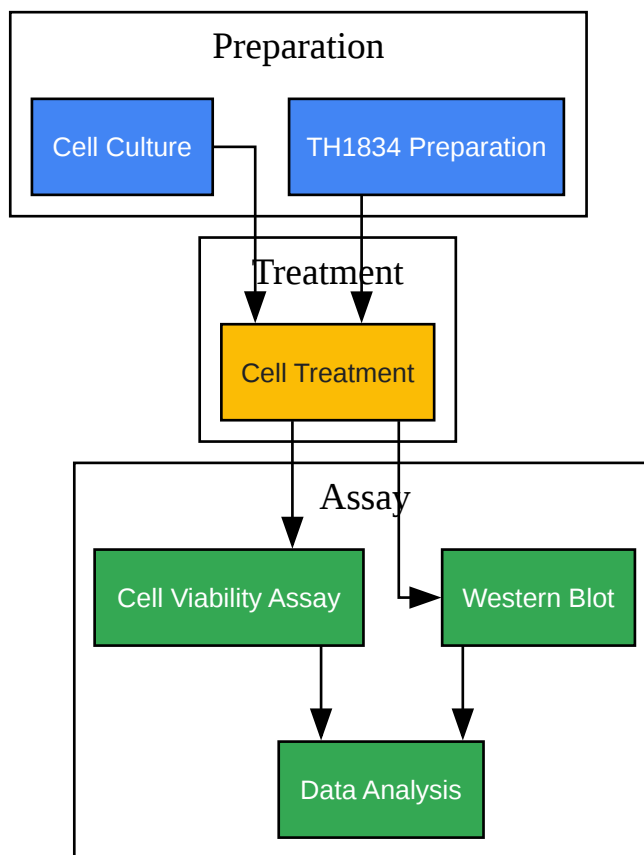 Preparation
Cell Culture
TH1834 Preparation
Treatment
Cell Treatment
Assay
Cell Viability Assay
Western Blot
Data Analysis